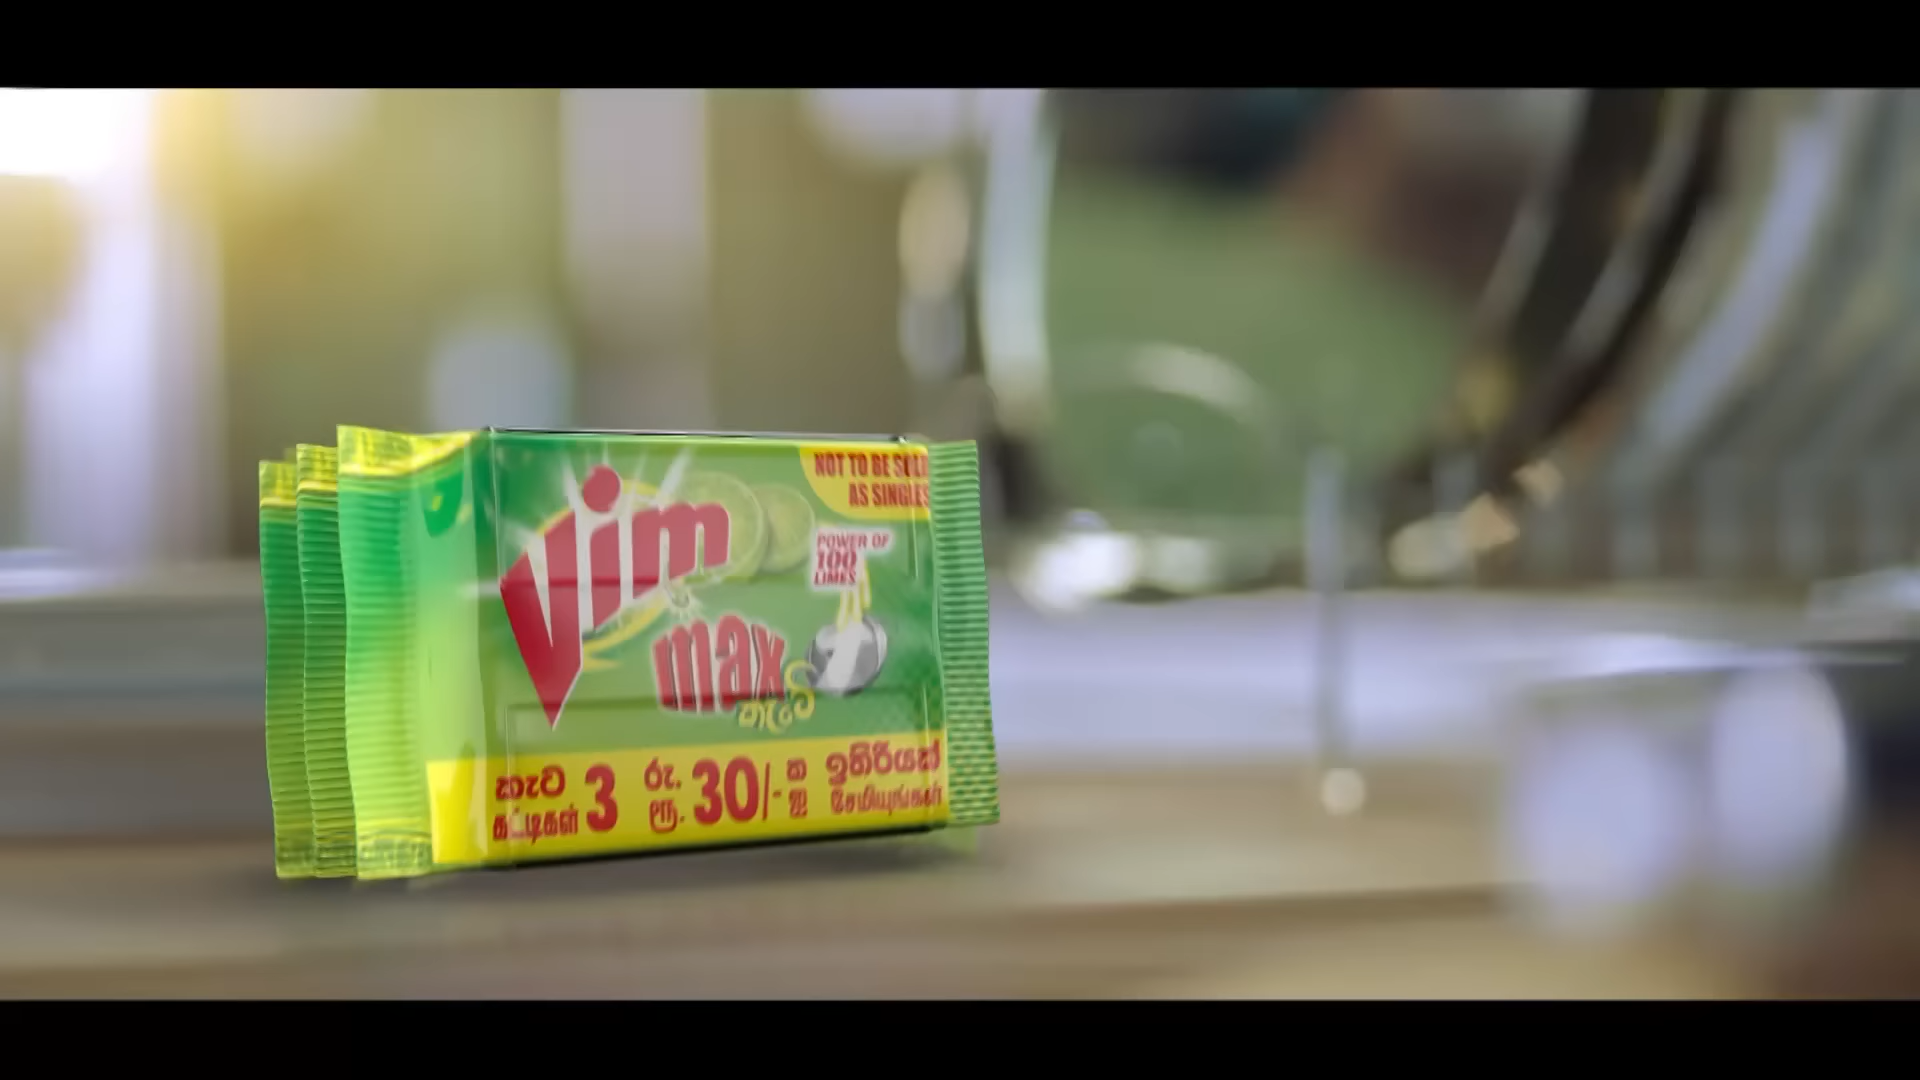 NOT TO BE SOLD
AS SINGLES
Vim
POWER OF
100
LIMES
max
කැට 3 රු. 30/- ක ඉතිරියක්
கட்டிகள் ரூ. ஐ சேமியுங்கள்